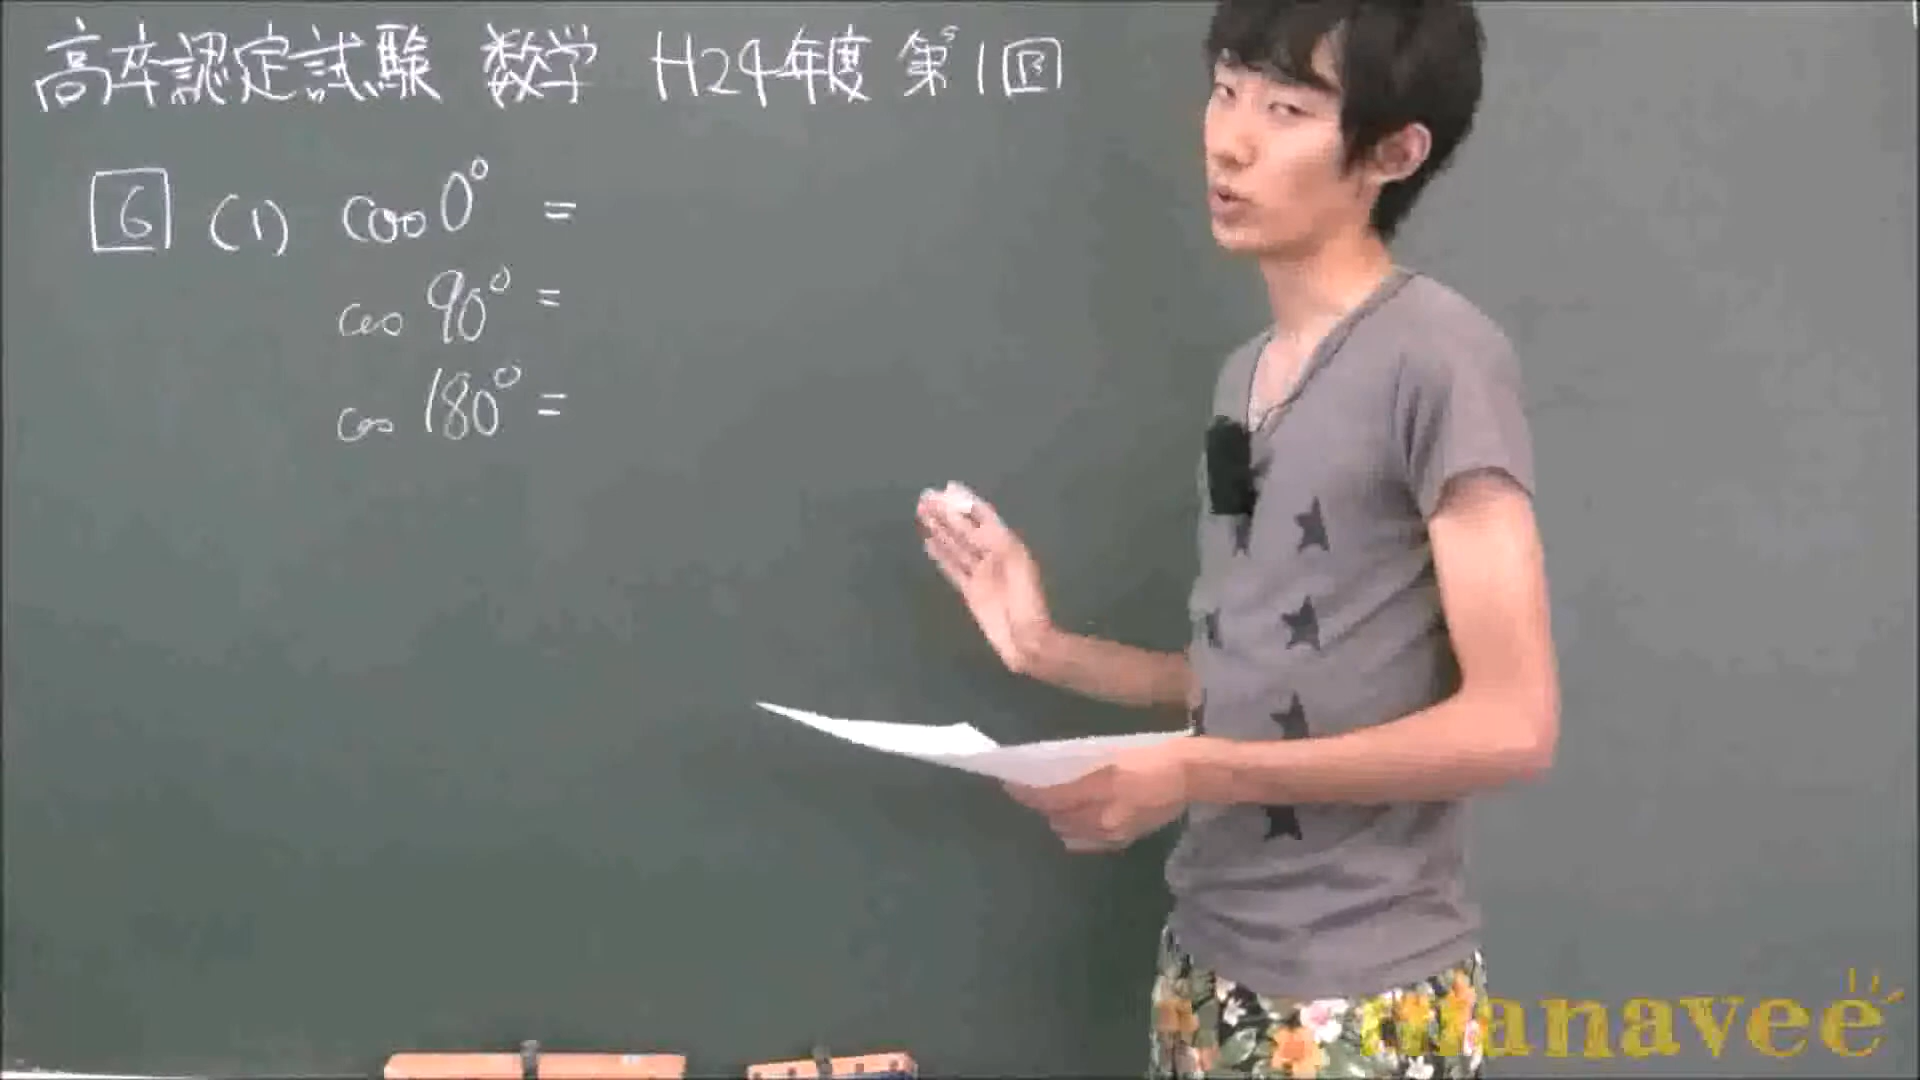 高卒認定試験 数学 H24年度 第1回
6 (1) cos 0° =
cos 90° =
cos 180° =
manavee